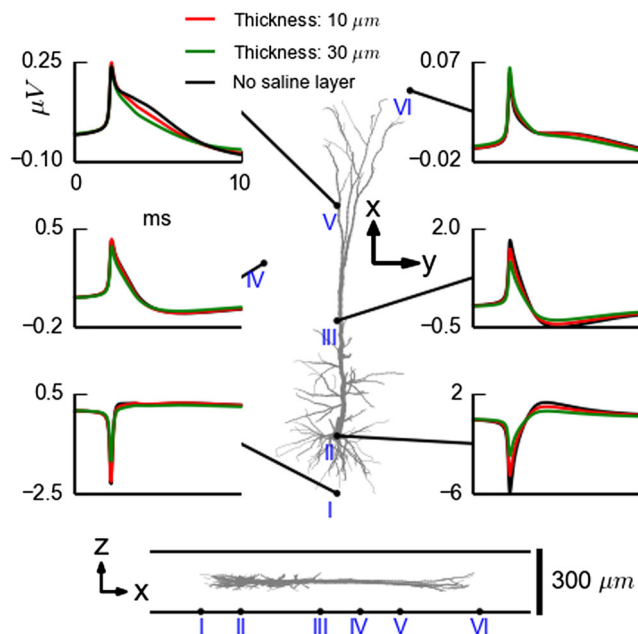 Thickness: 10 μm
Thickness: 30 μm
No saline layer
0.25
μV
−0.10
0
10
ms
0.07
−0.02
VI
V
x
y
0.5
−0.2
IV
2.0
−0.5
III
0.5
−2.5
2
−6
II
I
z
x
300 μm
I II III IV V VI